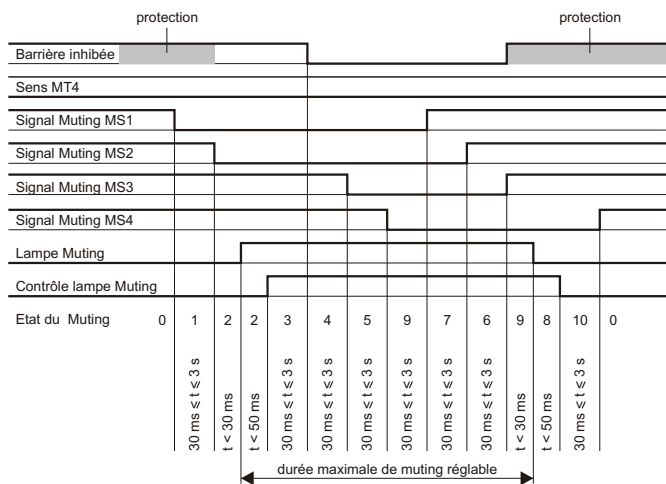 protection protection
Barrière inhibée
Sens MT4
Signal Muting MS1
Signal Muting MS2
Signal Muting MS3
Signal Muting MS4
Lampe Muting
Contrôle lampe Muting
Etat du Muting 0 1 2 2 3 4 5 9 7 6 9 8 10 0
30 ms ≤ t ≤ 3 s
t < 30 ms
t < 50 ms
30 ms ≤ t ≤ 3 s
30 ms ≤ t ≤ 3 s
30 ms ≤ t ≤ 3 s
30 ms ≤ t ≤ 3 s
30 ms ≤ t ≤ 3 s
30 ms ≤ t ≤ 3 s
t < 30 ms
t < 50 ms
30 ms ≤ t ≤ 3 s
durée maximale de muting réglable